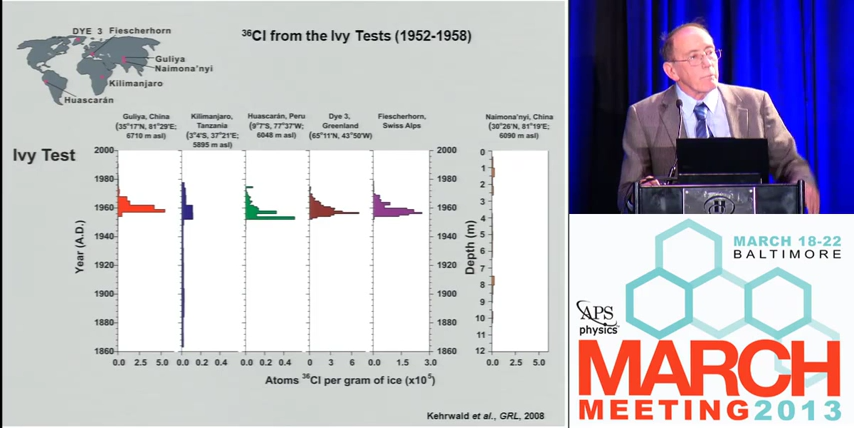 ³⁶Cl from the Ivy Tests (1952-1958)
DYE 3
Fiescherhorn
Guliya
Naimona'nyi
Kilimanjaro
Huascarán
Ivy Test
Guliya, China
(35°17'N, 81°29'E;
6710 m asl)
Kilimanjaro,
Tanzania
(3°4'S, 37°21'E;
5895 m asl)
Huascarán, Peru
(9°7'S, 77°37'W;
6048 m asl)
Dye 3,
Greenland
(65°11'N, 43°50'W)
Fiescherhorn,
Swiss Alps
Naimona'nyi, China
(30°26'N, 81°19'E;
6090 m asl)
Year (A.D.)
2000
1980
1960
1940
1920
1900
1880
1860
0.0 2.5 5.0
0.0 0.2 0.4
0.0 0.2 0.4
0 3 6
0.0 1.5 3.0
2000
1980
1960
1940
1920
1900
1880
1860
Depth (m)
0
1
2
3
4
5
6
7
8
9
10
11
12
0.0 2.5 5.0
Atoms ³⁶Cl per gram of ice (x10⁵)
Kehrwald et al., GRL, 2008
Hilton
MARCH 18-22
BALTIMORE
APS
physics
MARCH
MEETING 2013